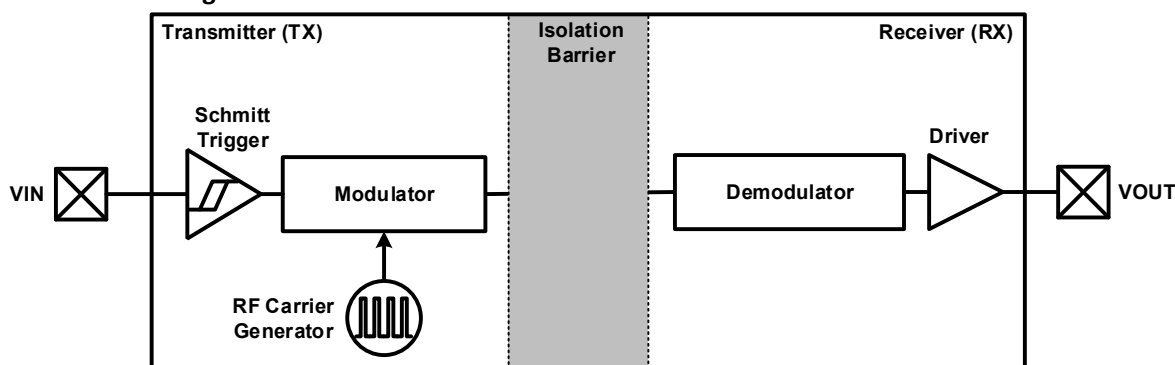 Transmitter (TX)
Isolation
Barrier
Receiver (RX)
Schmitt
Trigger
Driver
VIN
Modulator
Demodulator
VOUT
RF Carrier
Generator